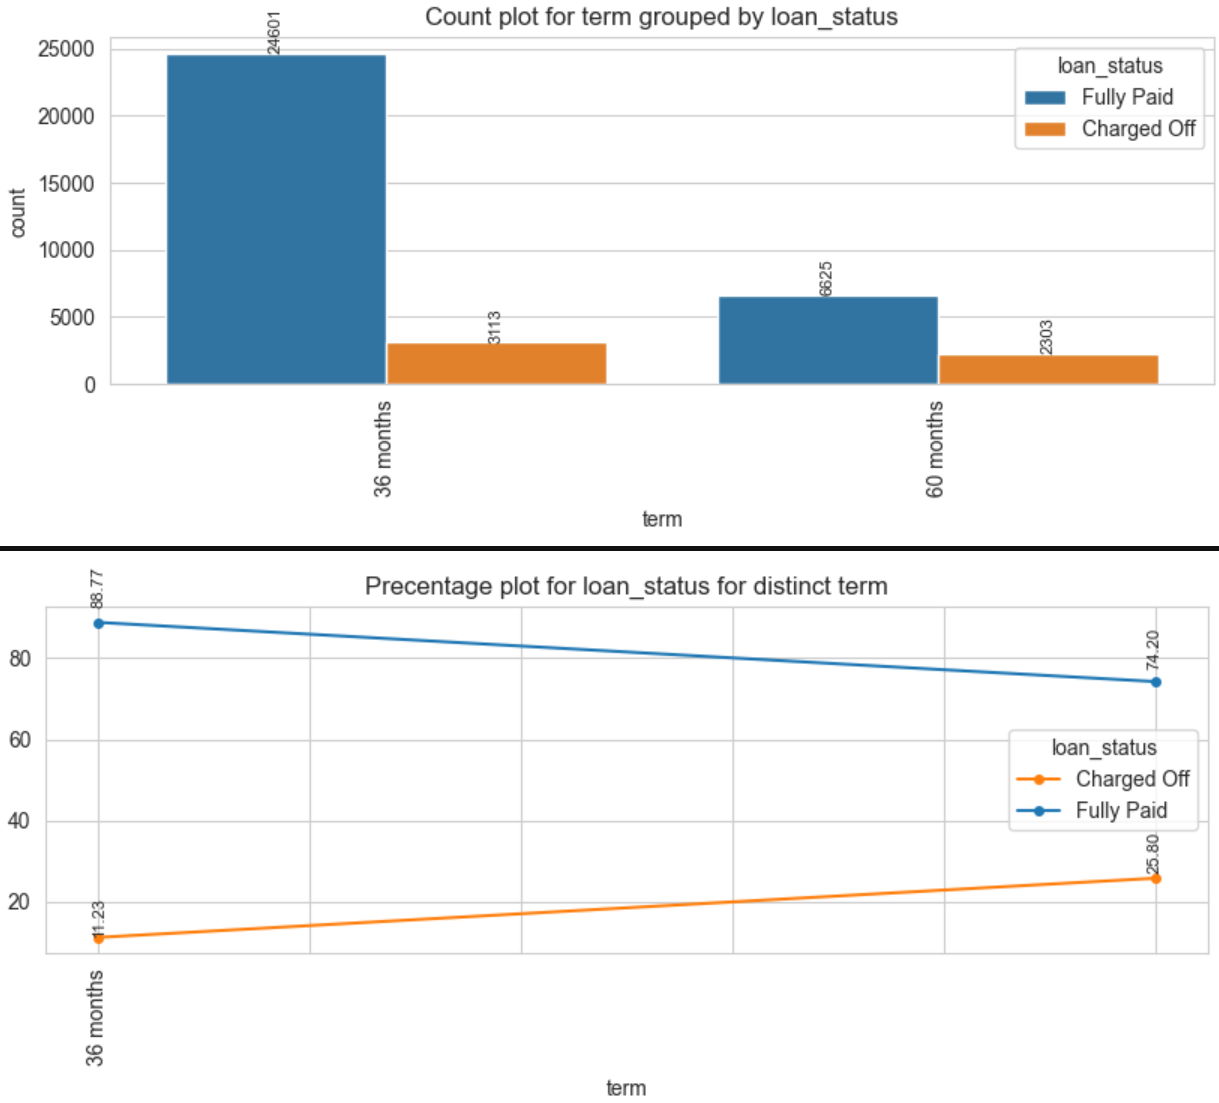 Count plot for term grouped by loan_status
24601
25000
20000
15000
10000
5000
0
count
3113
6625
2303
loan_status
Fully Paid
Charged Off
36 months
60 months
term
Precentage plot for loan_status for distinct term
88.77
74.20
80
60
40
20
11.23
25.80
loan_status
Charged Off
Fully Paid
36 months
term